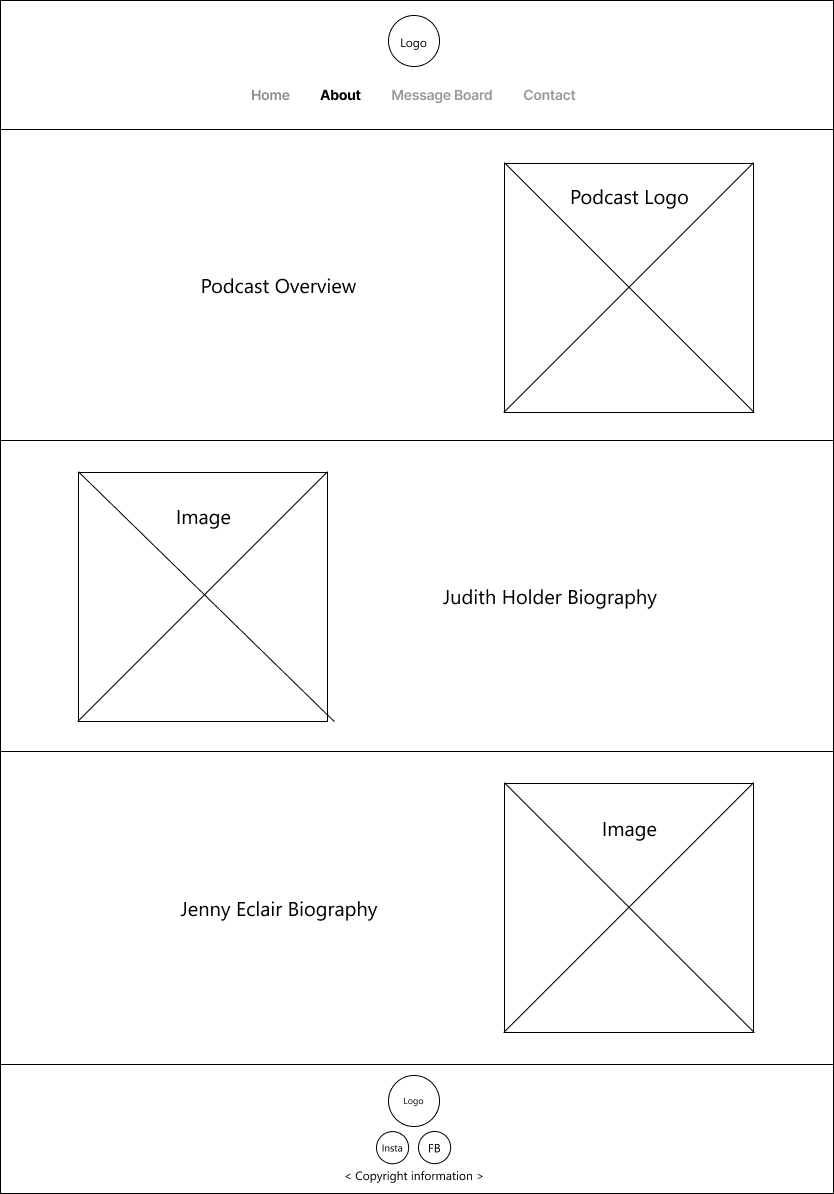 Logo
Home About Message Board Contact
Podcast Logo
Podcast Overview
Image
Judith Holder Biography
Image
Jenny Eclair Biography
Logo
Insta FB
< Copyright information >